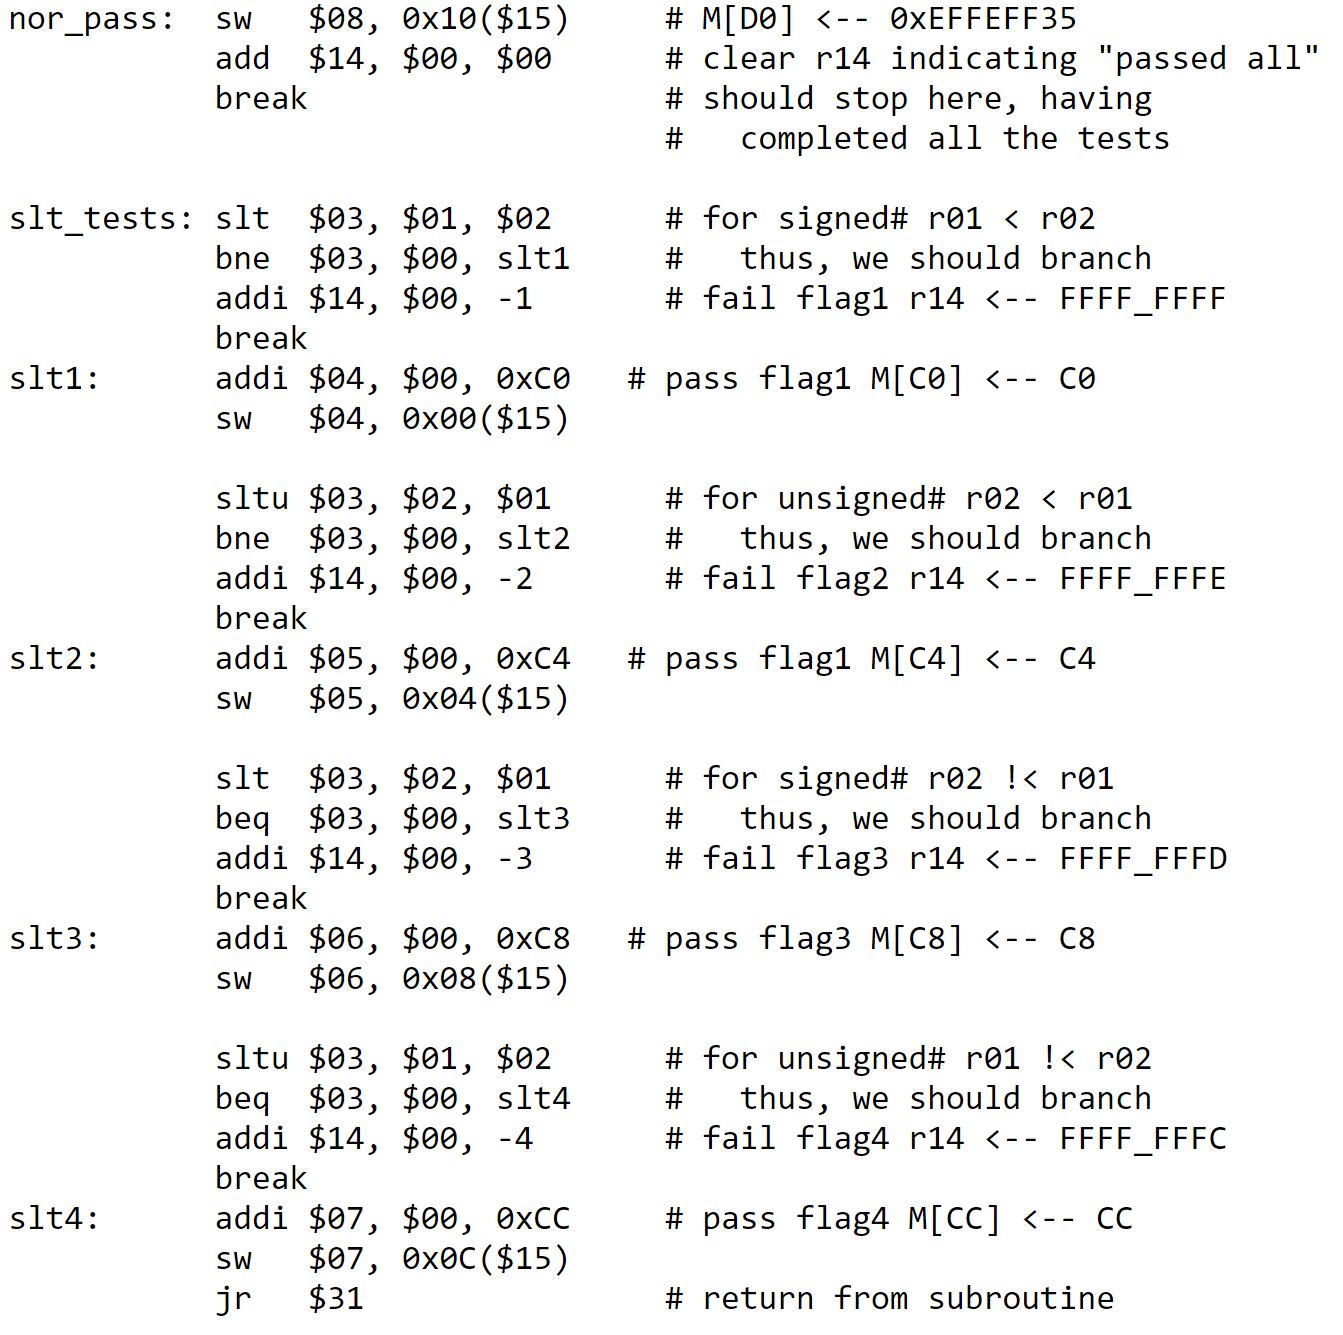 nor_pass:  sw   $08, 0x10($15)     # M[D0] <-- 0xEFFEFF35
           add  $14, $00, $00      # clear r14 indicating "passed all"
           break                   # should stop here, having
                                   #   completed all the tests

slt_tests: slt  $03, $01, $02      # for signed# r01 < r02
           bne  $03, $00, slt1     #   thus, we should branch
           addi $14, $00, -1       # fail flag1 r14 <-- FFFF_FFFF
           break
slt1:      addi $04, $00, 0xC0   # pass flag1 M[C0] <-- C0
           sw   $04, 0x00($15)

           sltu $03, $02, $01      # for unsigned# r02 < r01
           bne  $03, $00, slt2     #   thus, we should branch
           addi $14, $00, -2       # fail flag2 r14 <-- FFFF_FFFE
           break
slt2:      addi $05, $00, 0xC4   # pass flag1 M[C4] <-- C4
           sw   $05, 0x04($15)

           slt  $03, $02, $01      # for signed# r02 !< r01
           beq  $03, $00, slt3     #   thus, we should branch
           addi $14, $00, -3       # fail flag3 r14 <-- FFFF_FFFD
           break
slt3:      addi $06, $00, 0xC8   # pass flag3 M[C8] <-- C8
           sw   $06, 0x08($15)

           sltu $03, $01, $02      # for unsigned# r01 !< r02
           beq  $03, $00, slt4     #   thus, we should branch
           addi $14, $00, -4       # fail flag4 r14 <-- FFFF_FFFC
           break
slt4:      addi $07, $00, 0xCC     # pass flag4 M[CC] <-- CC
           sw   $07, 0x0C($15)
           jr   $31                # return from subroutine